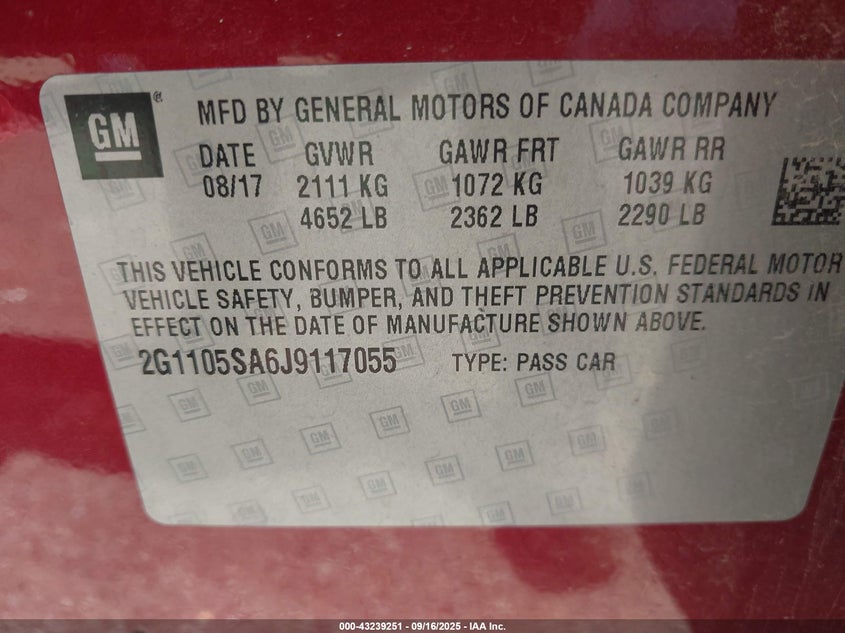 GM ®
MFD BY GENERAL MOTORS OF CANADA COMPANY
DATE GVWR GAWR FRT GAWR RR
08/17 2111 KG 1072 KG 1039 KG
4652 LB 2362 LB 2290 LB
THIS VEHICLE CONFORMS TO ALL APPLICABLE U.S. FEDERAL MOTOR
VEHICLE SAFETY, BUMPER, AND THEFT PREVENTION STANDARDS IN
EFFECT ON THE DATE OF MANUFACTURE SHOWN ABOVE.
2G1105SA6J9117055 TYPE: PASS CAR
000-43239251 - 09/16/2025 - IAA Inc.